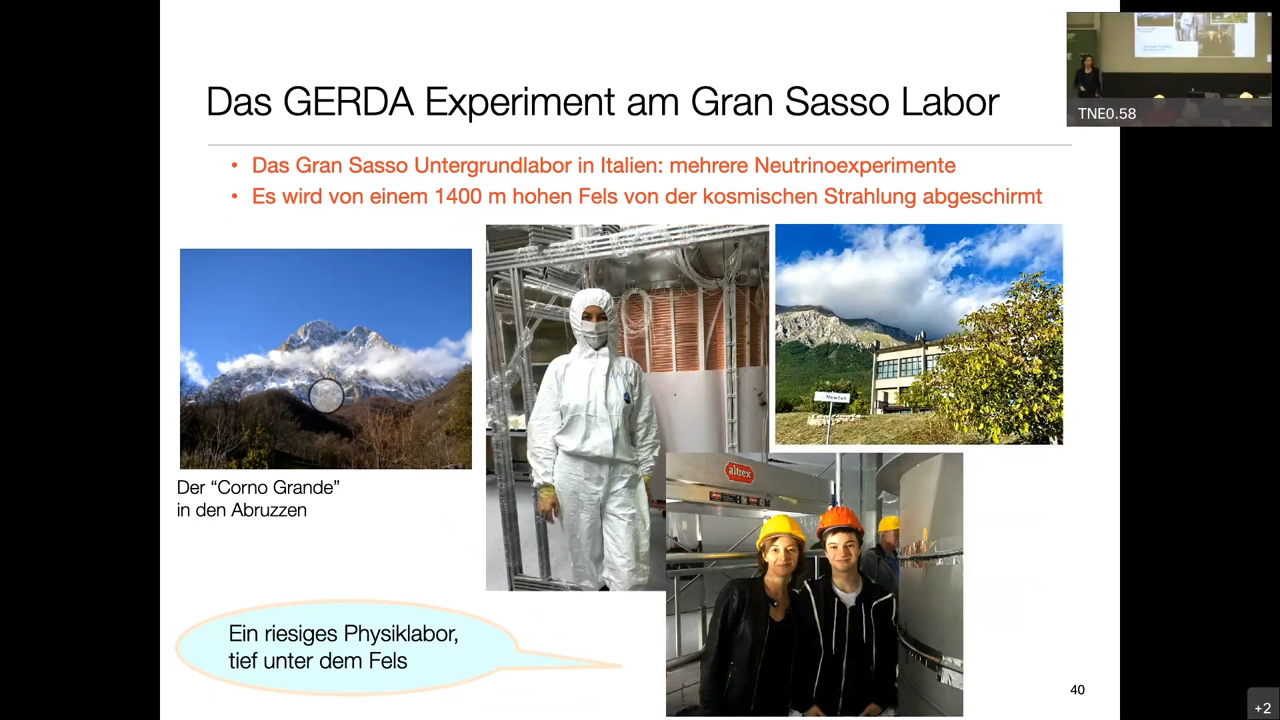 Das GERDA Experiment am Gran Sasso Labor
TNE0.58
• Das Gran Sasso Untergrundlabor in Italien: mehrere Neutrinoexperimente
• Es wird von einem 1400 m hohen Fels von der kosmischen Strahlung abgeschirmt
Newton
altrex
Der “Corno Grande”
in den Abruzzen
Ein riesiges Physiklabor,
tief unter dem Fels
40
+2